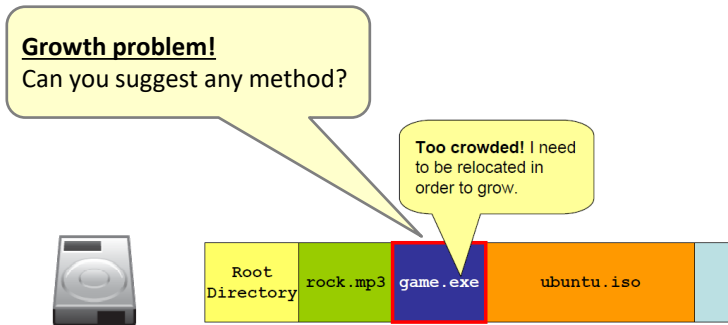 Growth problem!
Can you suggest any method?
Too crowded! I need
to be relocated in
order to grow.
Root
Directory
rock.mp3
game.exe
ubuntu.iso